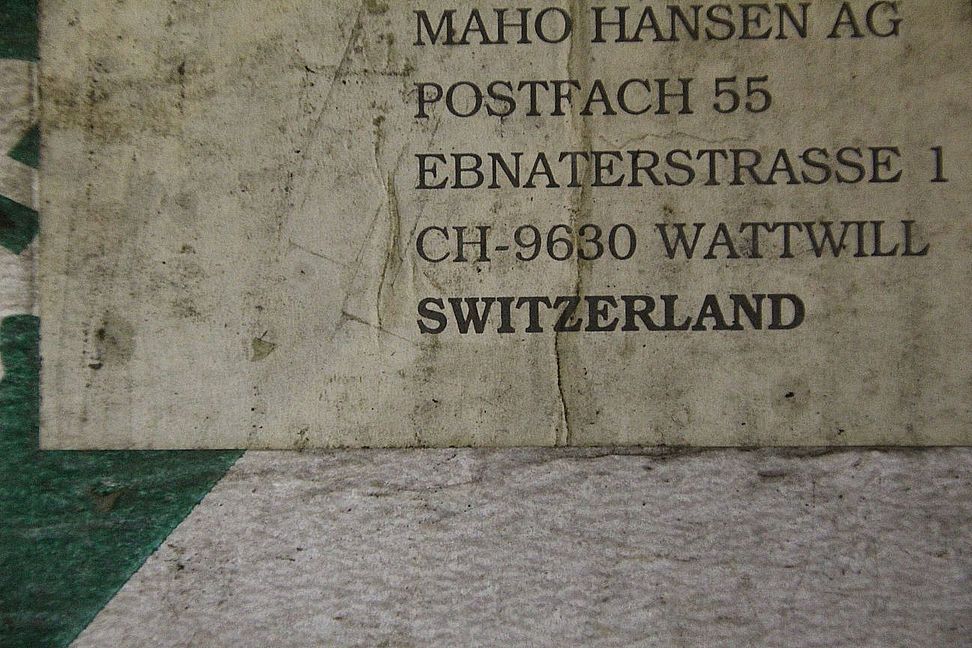 MAHO HANSEN AG
POSTFACH 55
EBNATERSTRASSE 1
CH-9630 WATTWILL
SWITZERLAND